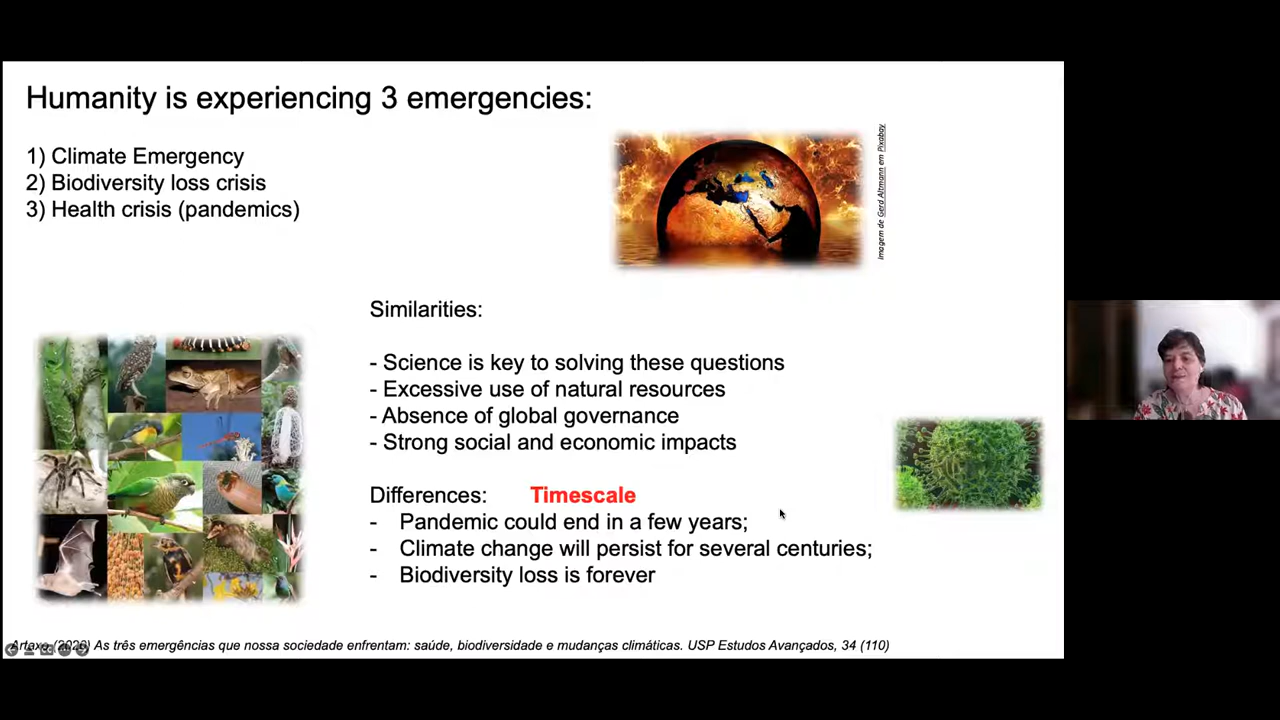 Humanity is experiencing 3 emergencies:
1) Climate Emergency
2) Biodiversity loss crisis
3) Health crisis (pandemics)
Imagem de Gerd Altmann em Pixabay
Similarities:
- Science is key to solving these questions
- Excessive use of natural resources
- Absence of global governance
- Strong social and economic impacts
Differences: Timescale
- Pandemic could end in a few years;
- Climate change will persist for several centuries;
- Biodiversity loss is forever
As três emergências que nossa sociedade enfrentam: saúde, biodiversidade e mudanças climáticas. USP Estudos Avançados, 34 (110)